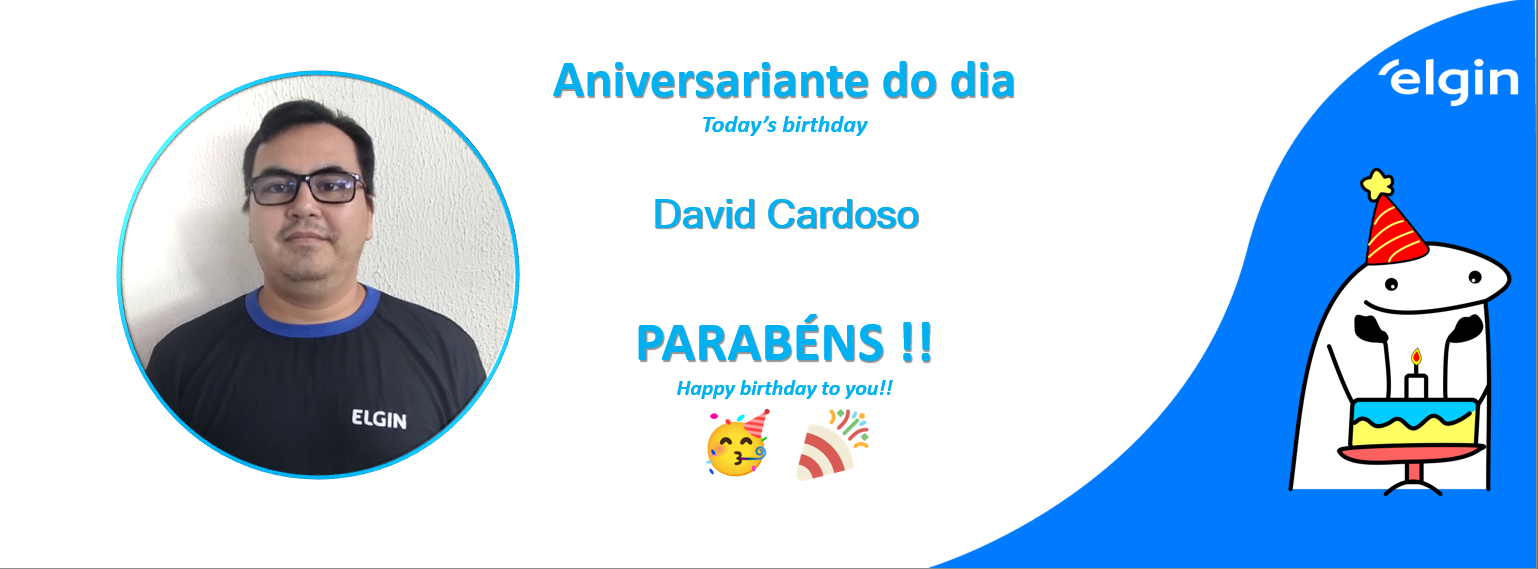 Aniversariante do dia
Today's birthday
David Cardoso
PARABÉNS !!
Happy birthday to you!!
elgin
ELGIN